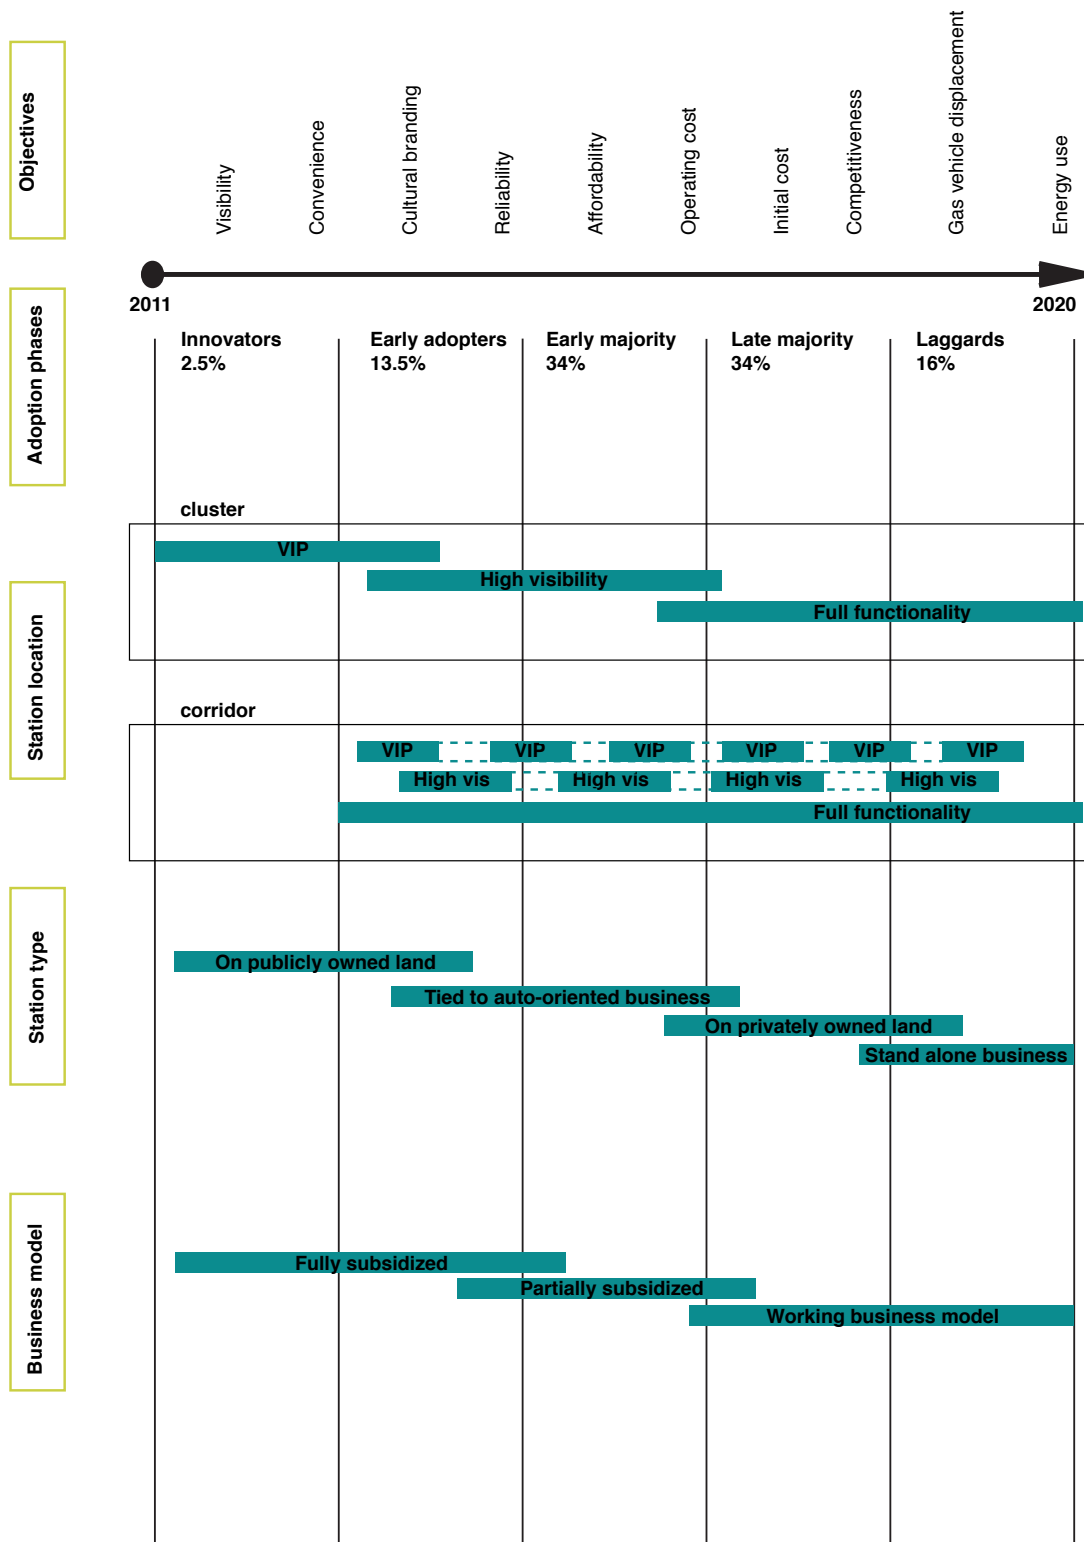 Objectives
Visibility
Convenience
Cultural branding
Reliability
Affordability
Operating cost
Initial cost
Competitiveness
Gas vehicle displacement
Energy use
2011
2020
Adoption phases
Innovators
2.5%
Early adopters
13.5%
Early majority
34%
Late majority
34%
Laggards
16%
Station location
cluster
VIP
High visibility
Full functionality
corridor
VIP
VIP
VIP
VIP
VIP
VIP
High vis
High vis
High vis
High vis
Full functionality
Station type
On publicly owned land
Tied to auto-oriented business
On privately owned land
Stand alone business
Business model
Fully subsidized
Partially subsidized
Working business model